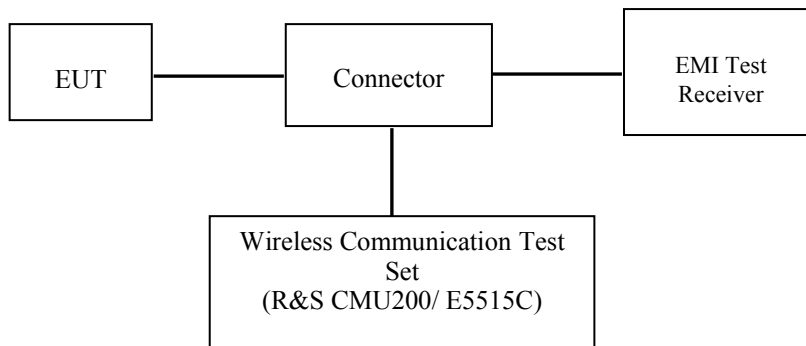 EUT
Connector
EMI Test
Receiver
Wireless Communication Test
Set
(R&S CMU200/ E5515C)